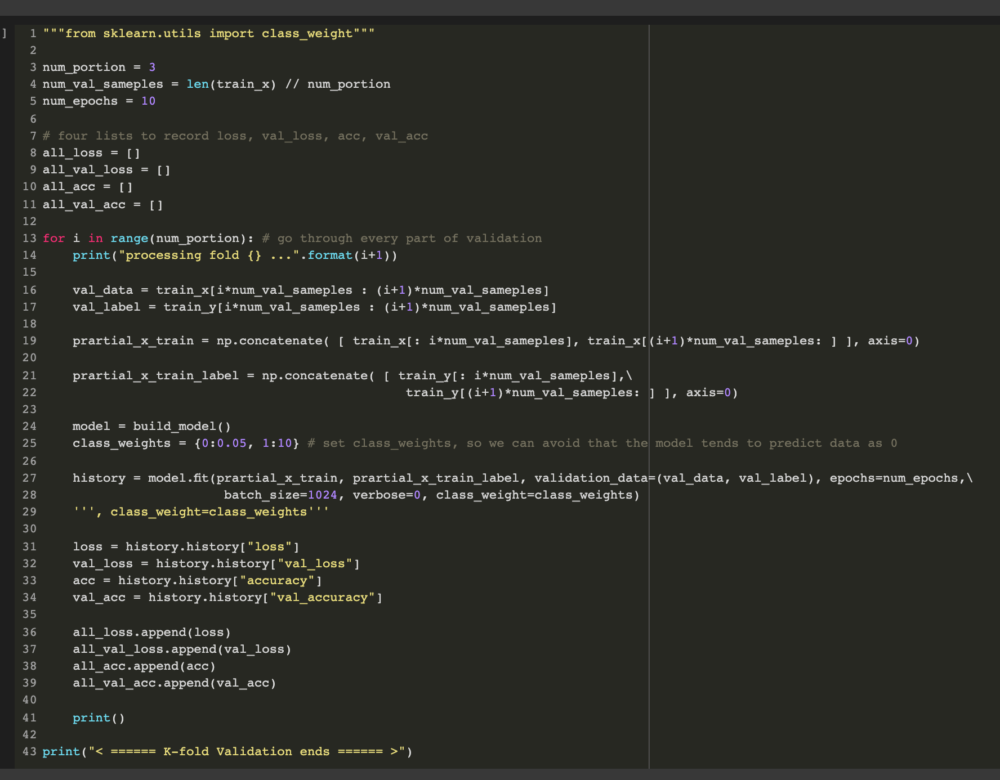 ]
1 """from sklearn.utils import class_weight"""
2
3 num_portion = 3
4 num_val_sameples = len(train_x) // num_portion
5 num_epochs = 10
6
7 # four lists to record loss, val_loss, acc, val_acc
8 all_loss = []
9 all_val_loss = []
10 all_acc = []
11 all_val_acc = []
12
13 for i in range(num_portion): # go through every part of validation
14     print("processing fold {} ...".format(i+1))
15
16     val_data = train_x[i*num_val_sameples : (i+1)*num_val_sameples]
17     val_label = train_y[i*num_val_sameples : (i+1)*num_val_sameples]
18
19     prartial_x_train = np.concatenate( [ train_x[: i*num_val_sameples], train_x[(i+1)*num_val_sameples: ] ], axis=0)
20
21     prartial_x_train_label = np.concatenate( [ train_y[: i*num_val_sameples],\
22                                                 train_y[(i+1)*num_val_sameples: ] ], axis=0)
23
24     model = build_model()
25     class_weights = {0:0.05, 1:10} # set class_weights, so we can avoid that the model tends to predict data as 0
26
27     history = model.fit(prartial_x_train, prartial_x_train_label, validation_data=(val_data, val_label), epochs=num_epochs,\
28                         batch_size=1024, verbose=0, class_weight=class_weights)
29     ''', class_weight=class_weights'''
30
31     loss = history.history["loss"]
32     val_loss = history.history["val_loss"]
33     acc = history.history["accuracy"]
34     val_acc = history.history["val_accuracy"]
35
36     all_loss.append(loss)
37     all_val_loss.append(val_loss)
38     all_acc.append(acc)
39     all_val_acc.append(val_acc)
40
41     print()
42
43 print("< ====== K-fold Validation ends ====== >")